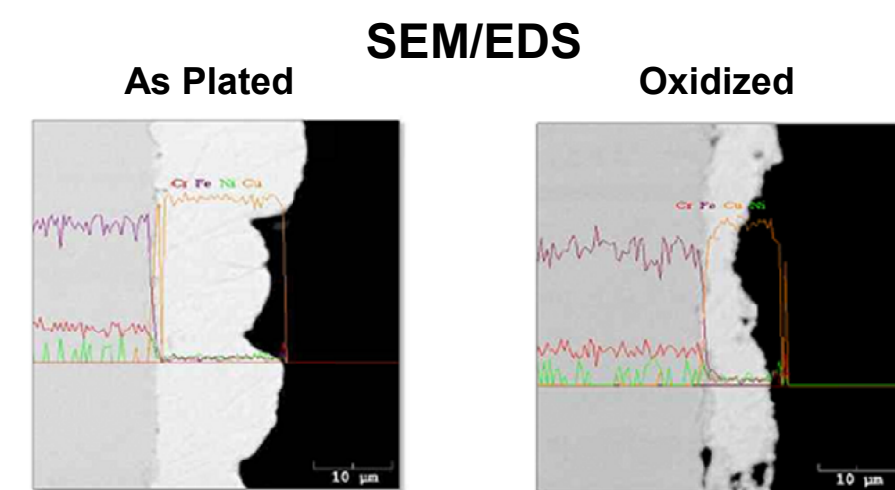 SEM/EDS
As Plated
Oxidized
Cr Fe Ni Cu
10 μm
Cr Fe Cu Ni
10 μm